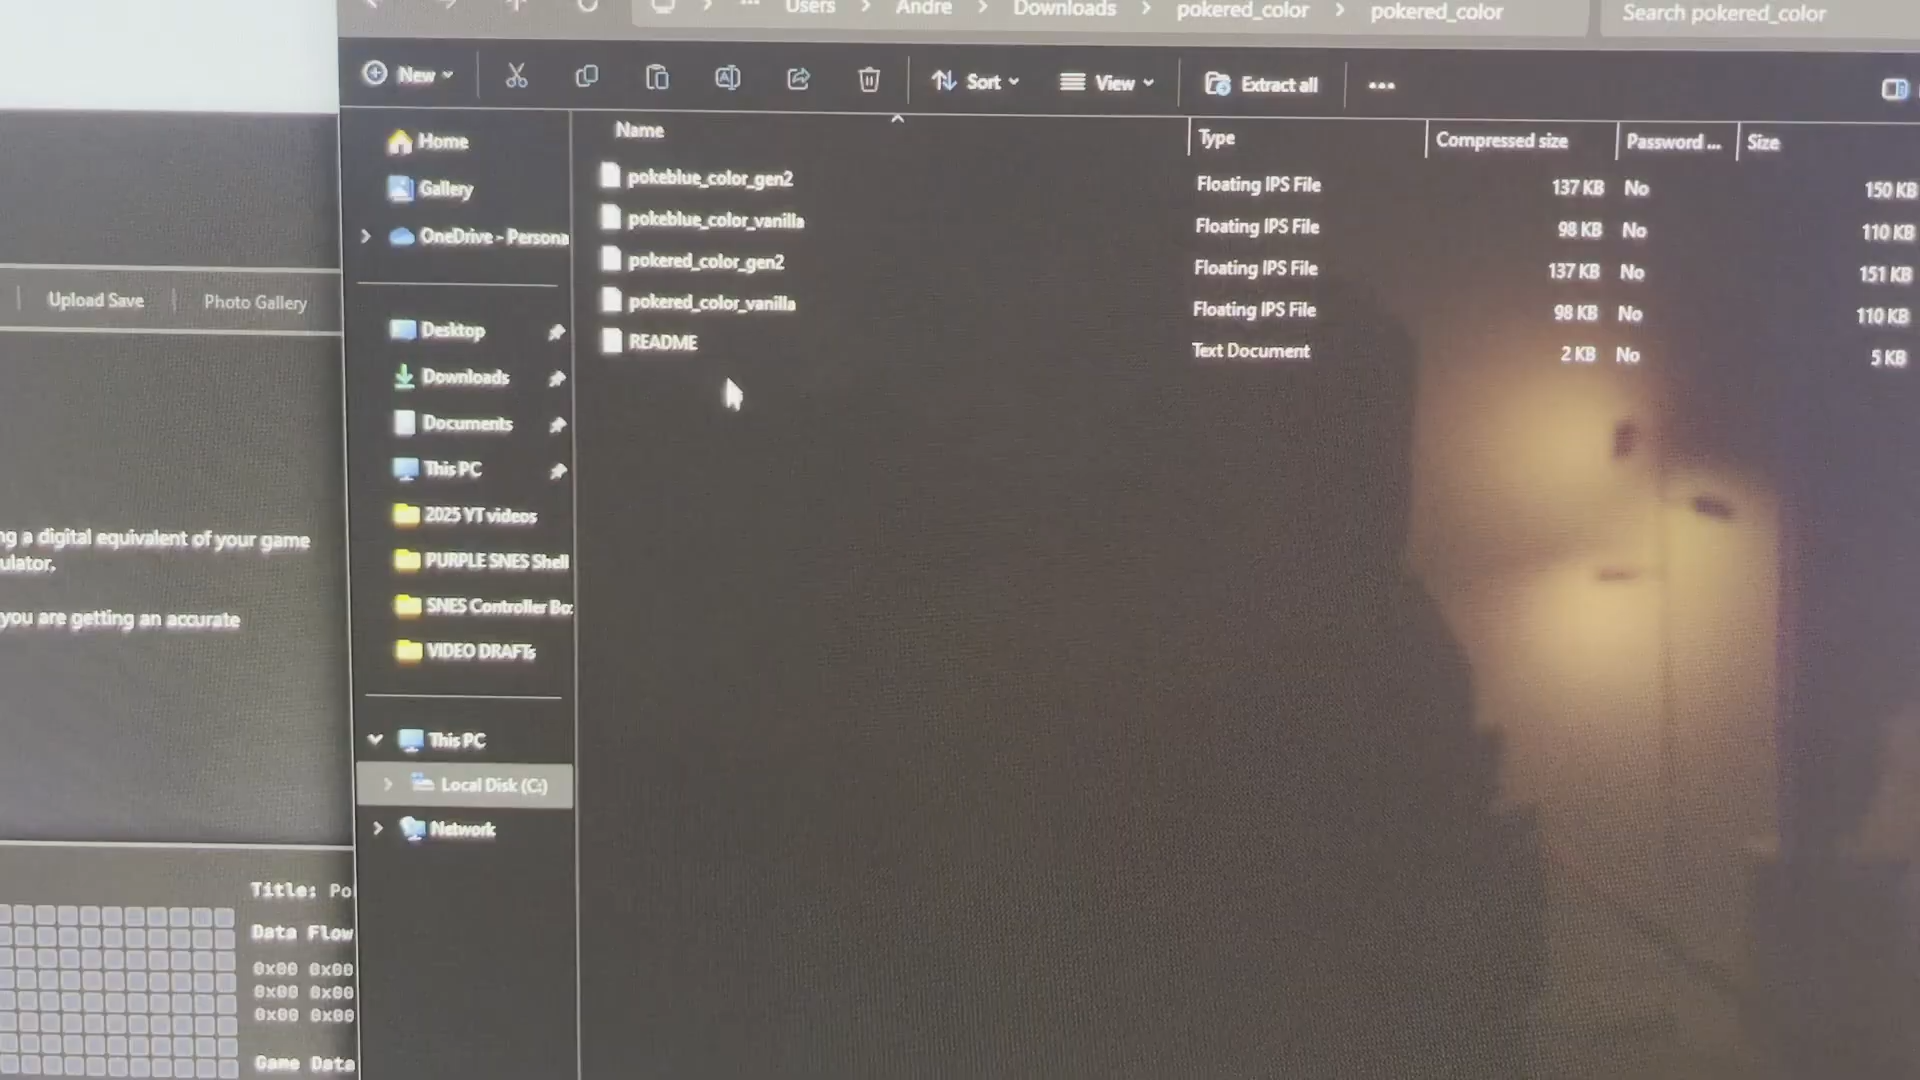 Users > Andre > Downloads > pokered_color > pokered_color
Search pokered_color
New
Sort
View
Extract all
Name
Type
Compressed size
Password ...
Size
pokeblue_color_gen2 Floating IPS File 137 KB No 150 KB
pokeblue_color_vanilla Floating IPS File 98 KB No 110 KB
pokered_color_gen2 Floating IPS File 137 KB No 151 KB
pokered_color_vanilla Floating IPS File 98 KB No 110 KB
README Text Document 2 KB No 5 KB
Home
Gallery
OneDrive - Persona
Desktop
Downloads
Documents
This PC
2025 YT videos
PURPLE SNES Shell
SNES Controller Bo
VIDEO DRAFTs
This PC
Local Disk (C:)
Network
Upload Save
Photo Gallery
ng a digital equivalent of your game
ulator.
you are getting an accurate
Title: Po
Data Flow
0x00 0x00
0x00 0x00
0x00 0x00
Game Data